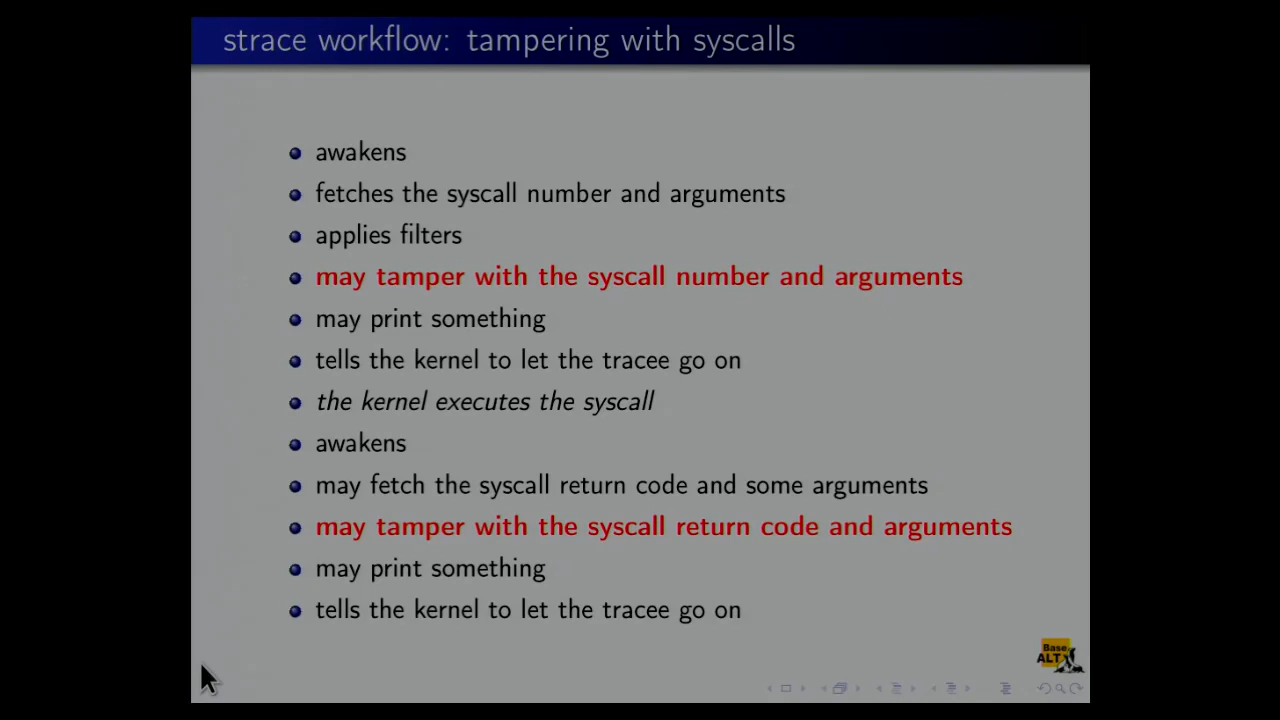 strace workflow: tampering with syscalls
awakens
fetches the syscall number and arguments
applies filters
may tamper with the syscall number and arguments
may print something
tells the kernel to let the tracee go on
the kernel executes the syscall
awakens
may fetch the syscall return code and some arguments
may tamper with the syscall return code and arguments
may print something
tells the kernel to let the tracee go on
Base
ALT